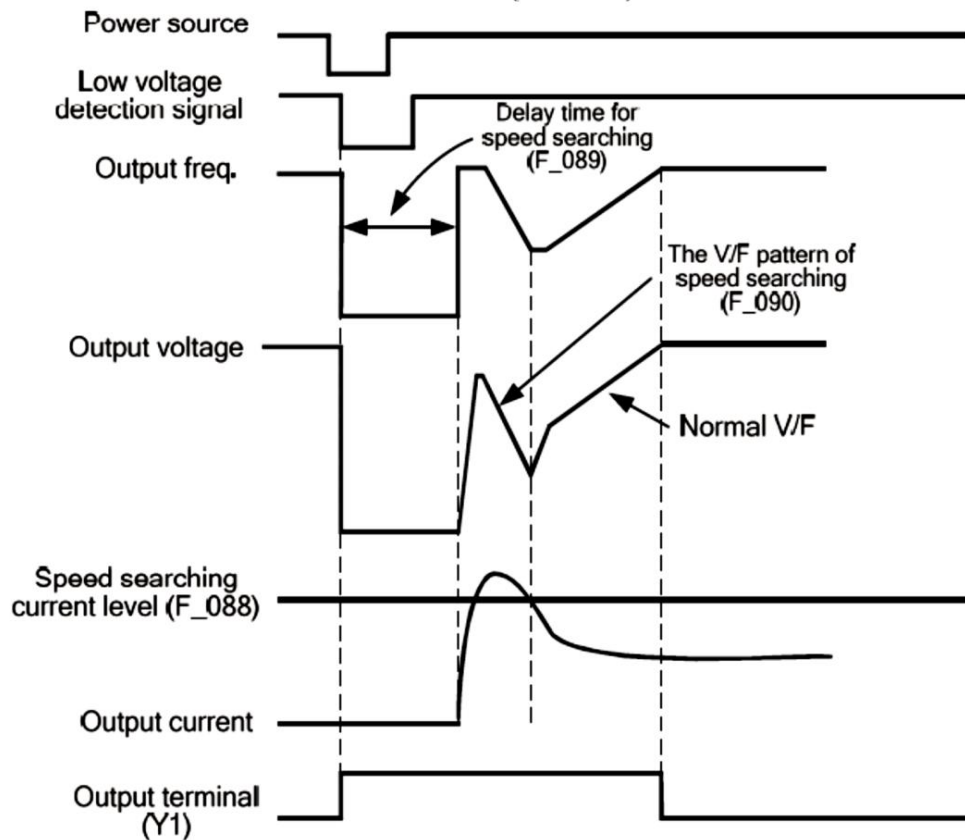 Power source
Low voltage
detection signal
Delay time for
speed searching
(F_089)
Output freq.
The V/F pattern of
speed searching
(F_090)
Output voltage
Normal V/F
Speed searching
current level (F_088)
Output current
Output terminal
(Y1)